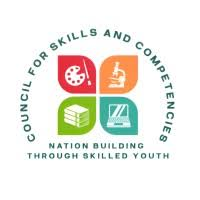 COUNCIL FOR SKILLS AND COMPETENCIES
NATION BUILDING
THROUGH SKILLED YOUTH